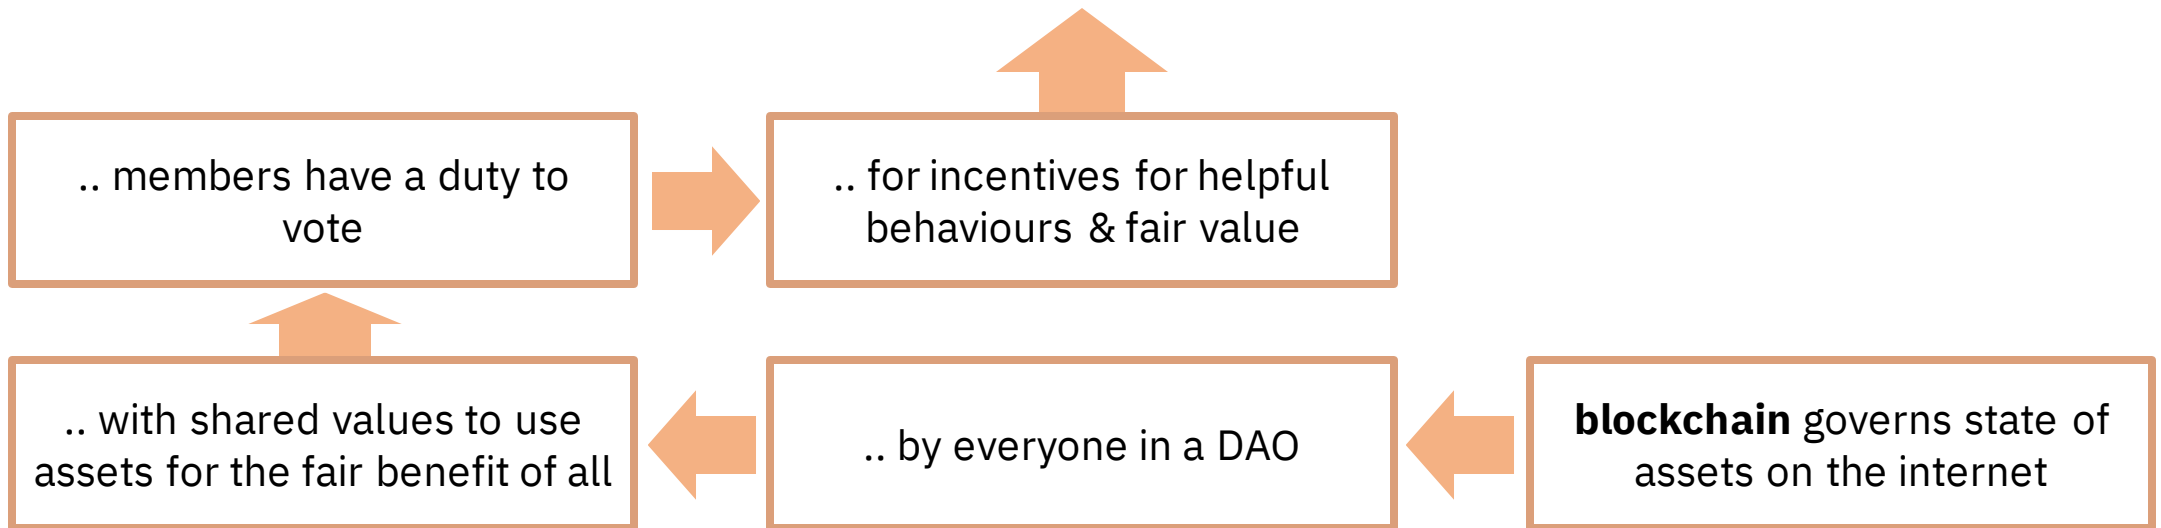 .. members have a duty to
vote
.. for incentives for helpful
behaviours & fair value
.. with shared values to use
assets for the fair benefit of all
.. by everyone in a DAO
blockchain governs state of
assets on the internet